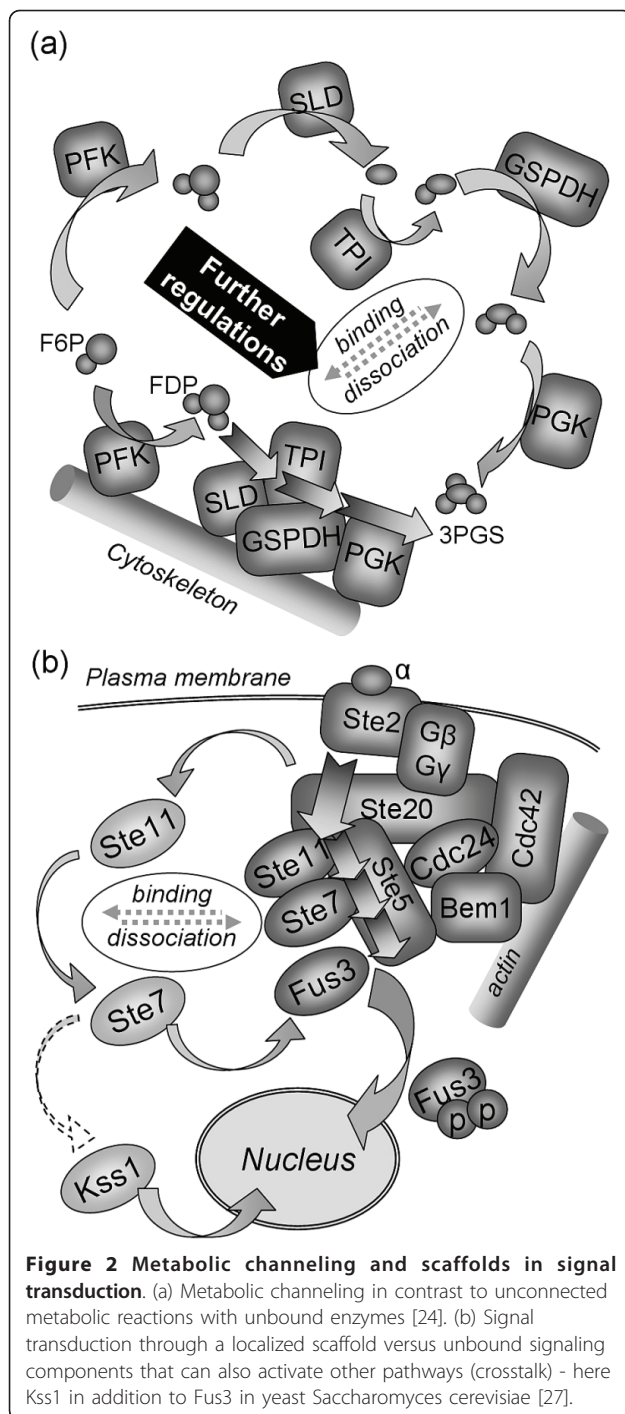 (a)
SLD
PFK
GSPDH
TPI
Further
regulations
binding
dissociation
F6P
FDP
PFK
TPI
SLD
GSPDH
PGK
PGK
3PGS
Cytoskeleton
(b)
Plasma membrane
α
Ste2
Gβ
Gγ
Ste20
Cdc42
Ste11
Ste11
Ste5
Cdc24
binding
dissociation
Ste7
Bem1
actin
Ste7
Fus3
Fus3
p p
Kss1
Nucleus
Figure 2 Metabolic channeling and scaffolds in signal
transduction. (a) Metabolic channeling in contrast to unconnected
metabolic reactions with unbound enzymes [24]. (b) Signal
transduction through a localized scaffold versus unbound signaling
components that can also activate other pathways (crosstalk) - here
Kss1 in addition to Fus3 in yeast Saccharomyces cerevisiae [27].